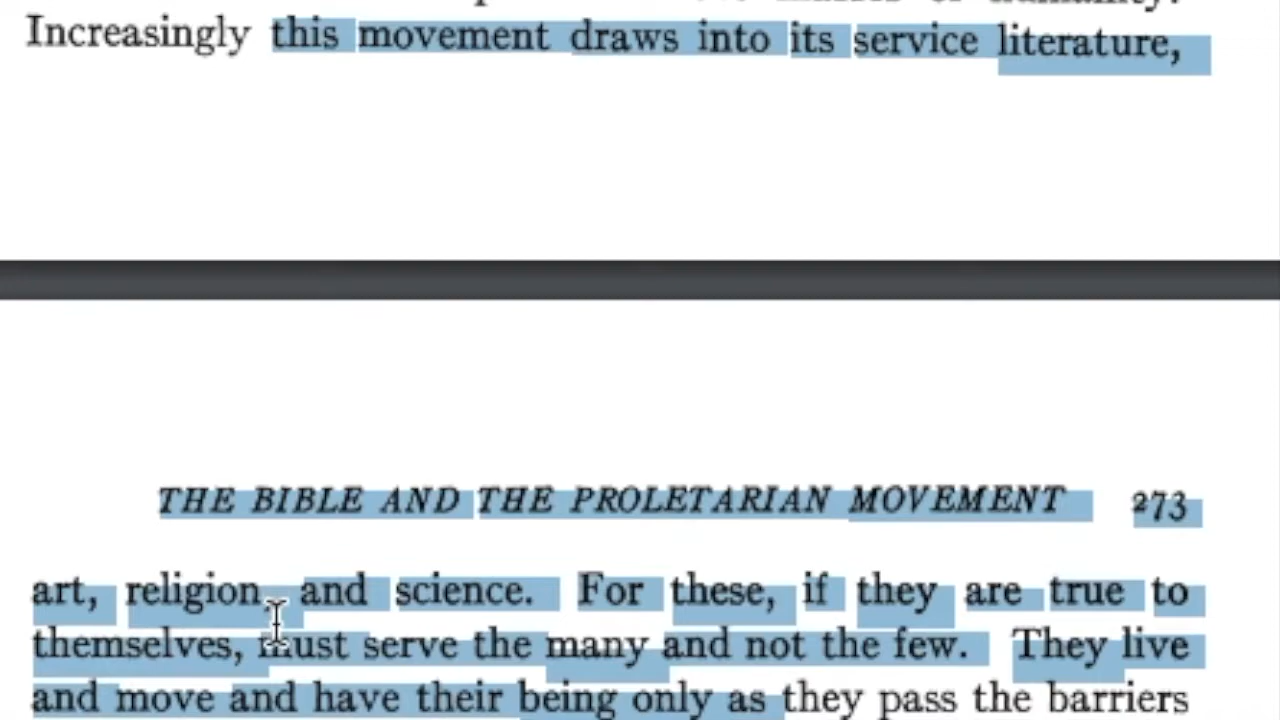 Increasingly this movement draws into its service literature,
THE BIBLE AND THE PROLETARIAN MOVEMENT 273
art, religion, and science. For these, if they are true to
themselves, must serve the many and not the few. They live
and move and have their being only as they pass the barriers